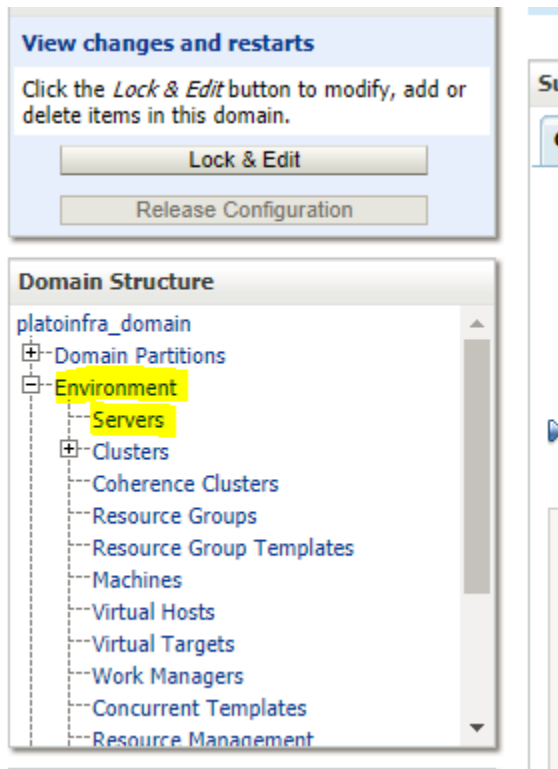 View changes and restarts
Click the Lock & Edit button to modify, add or
delete items in this domain.
Lock & Edit
Release Configuration
Domain Structure
platoinfra_domain
Domain Partitions
Environment
Servers
Clusters
Coherence Clusters
Resource Groups
Resource Group Templates
Machines
Virtual Hosts
Virtual Targets
Work Managers
Concurrent Templates
Resource Management